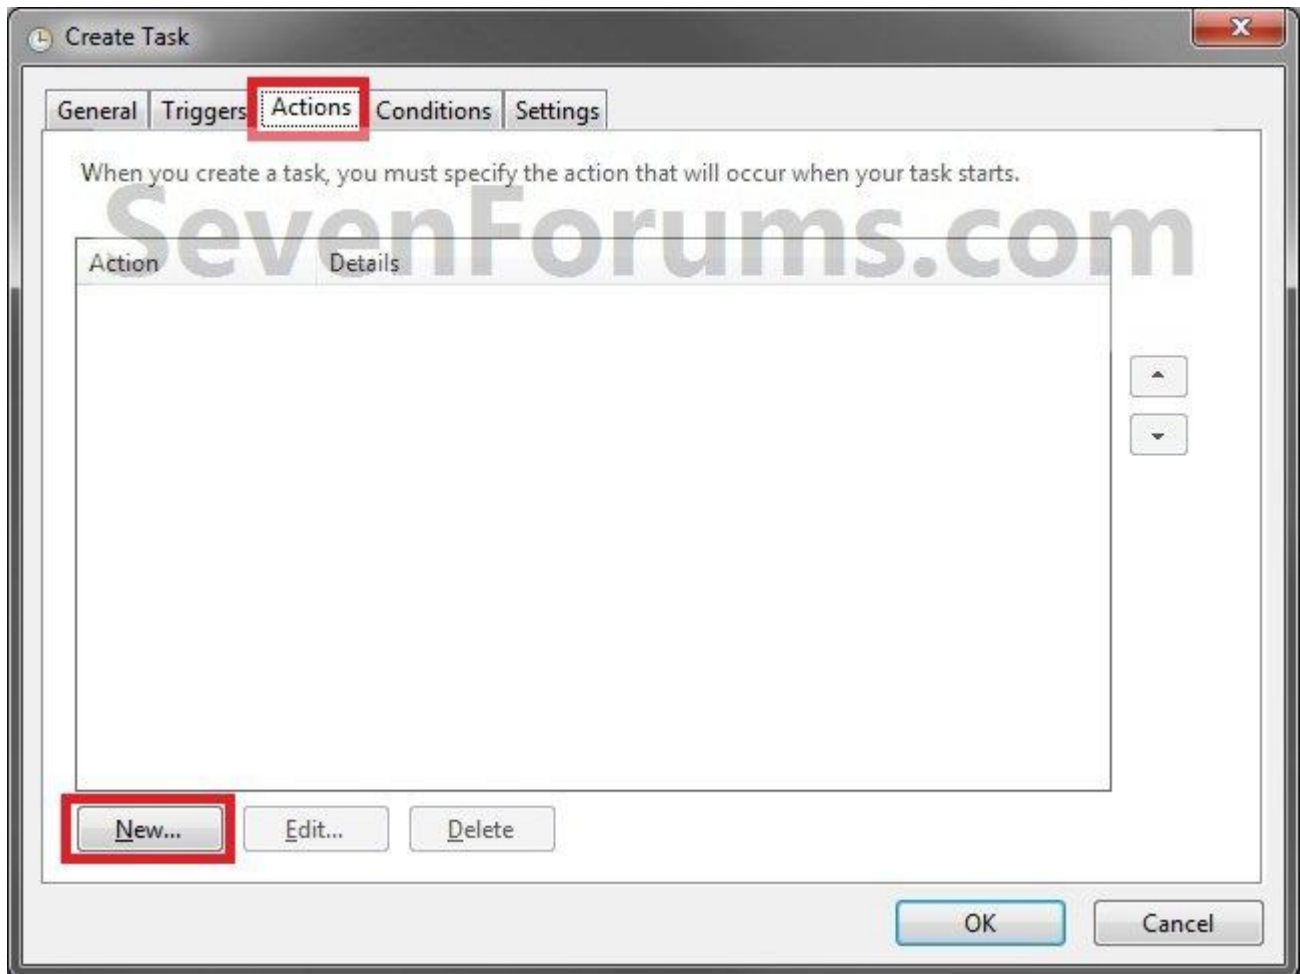 Create Task
General Triggers Actions Conditions Settings
When you create a task, you must specify the action that will occur when your task starts.
SevenForums.com
Action Details
New... Edit... Delete
OK Cancel